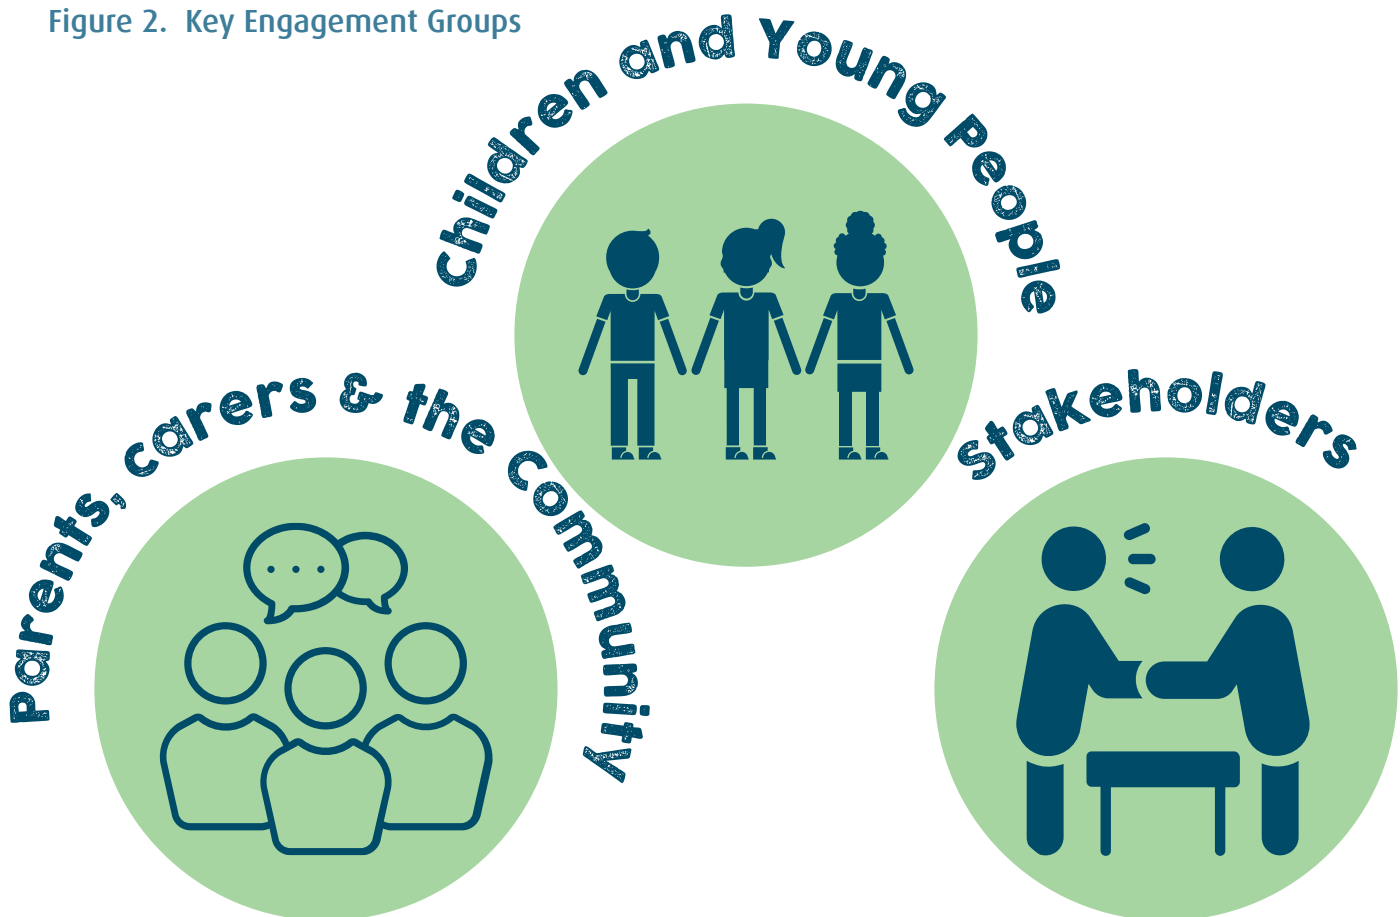 Figure 2. Key Engagement Groups
Children and Young People
Parents, carers & the Community
Stakeholders